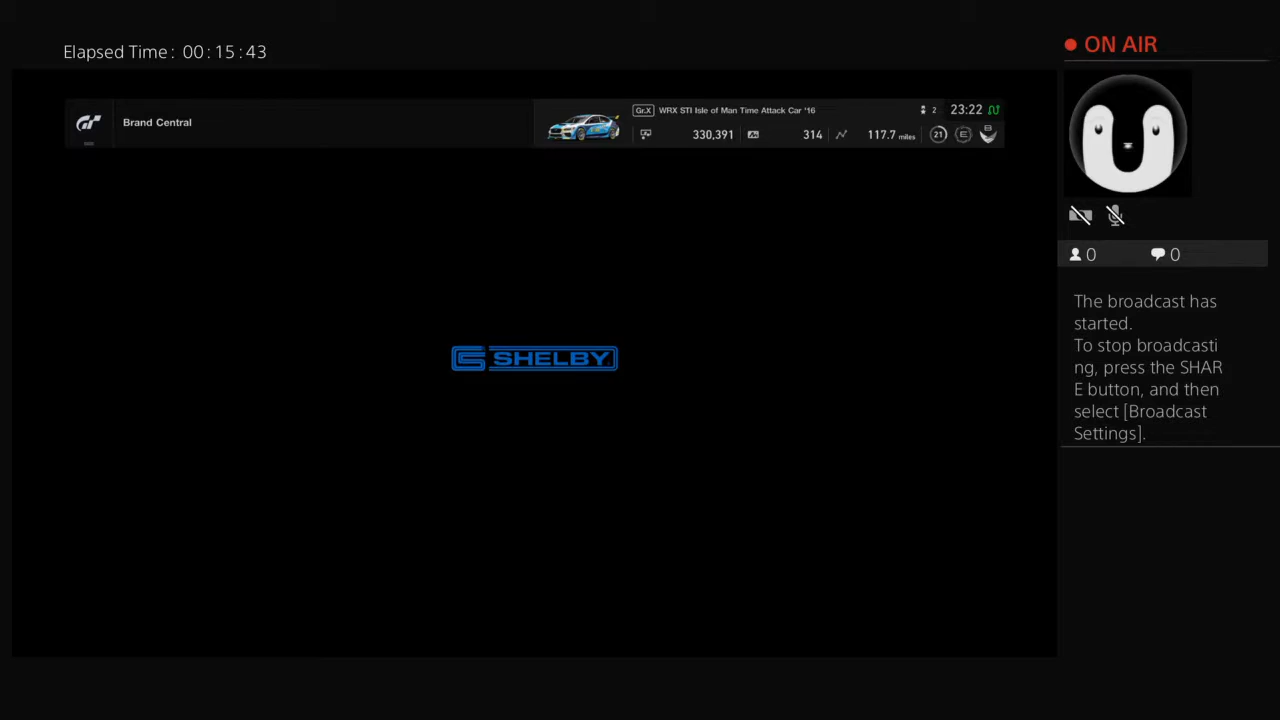 Elapsed Time: 00:15:43
ON AIR
GT
Brand Central
Gr.X WRX STI Isle of Man Time Attack Car '16
2 23:22
330,391 314 117.7 miles 21 E B
0 0
SHELBY
The broadcast has
started.
To stop broadcasti
ng, press the SHAR
E button, and then
select [Broadcast
Settings].